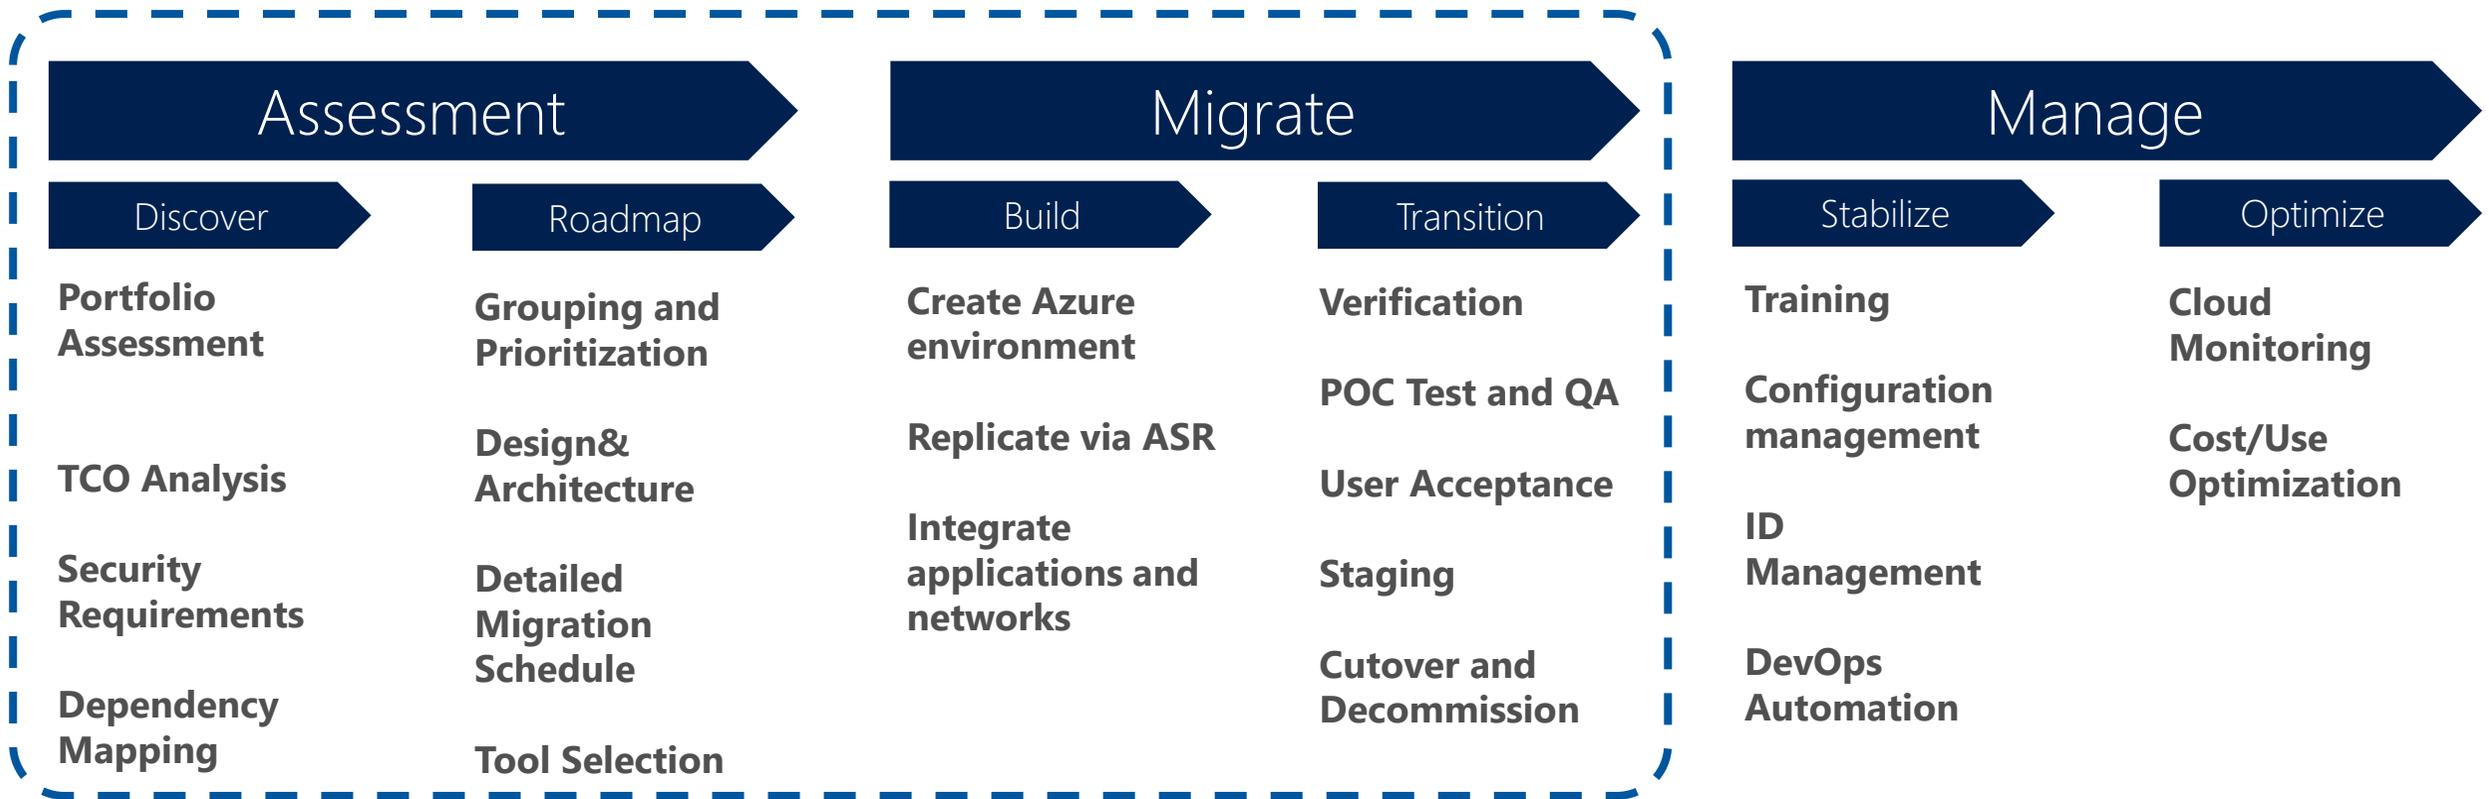 Assessment
Migrate
Manage
Discover
Roadmap
Build
Transition
Stabilize
Optimize
Portfolio
Assessment
TCO Analysis
Security
Requirements
Dependency
Mapping
Grouping and
Prioritization
Design&
Architecture
Detailed
Migration
Schedule
Tool Selection
Create Azure
environment
Replicate via ASR
Integrate
applications and
networks
Verification
POC Test and QA
User Acceptance
Staging
Cutover and
Decommission
Training
Configuration
management
ID
Management
DevOps
Automation
Cloud
Monitoring
Cost/Use
Optimization